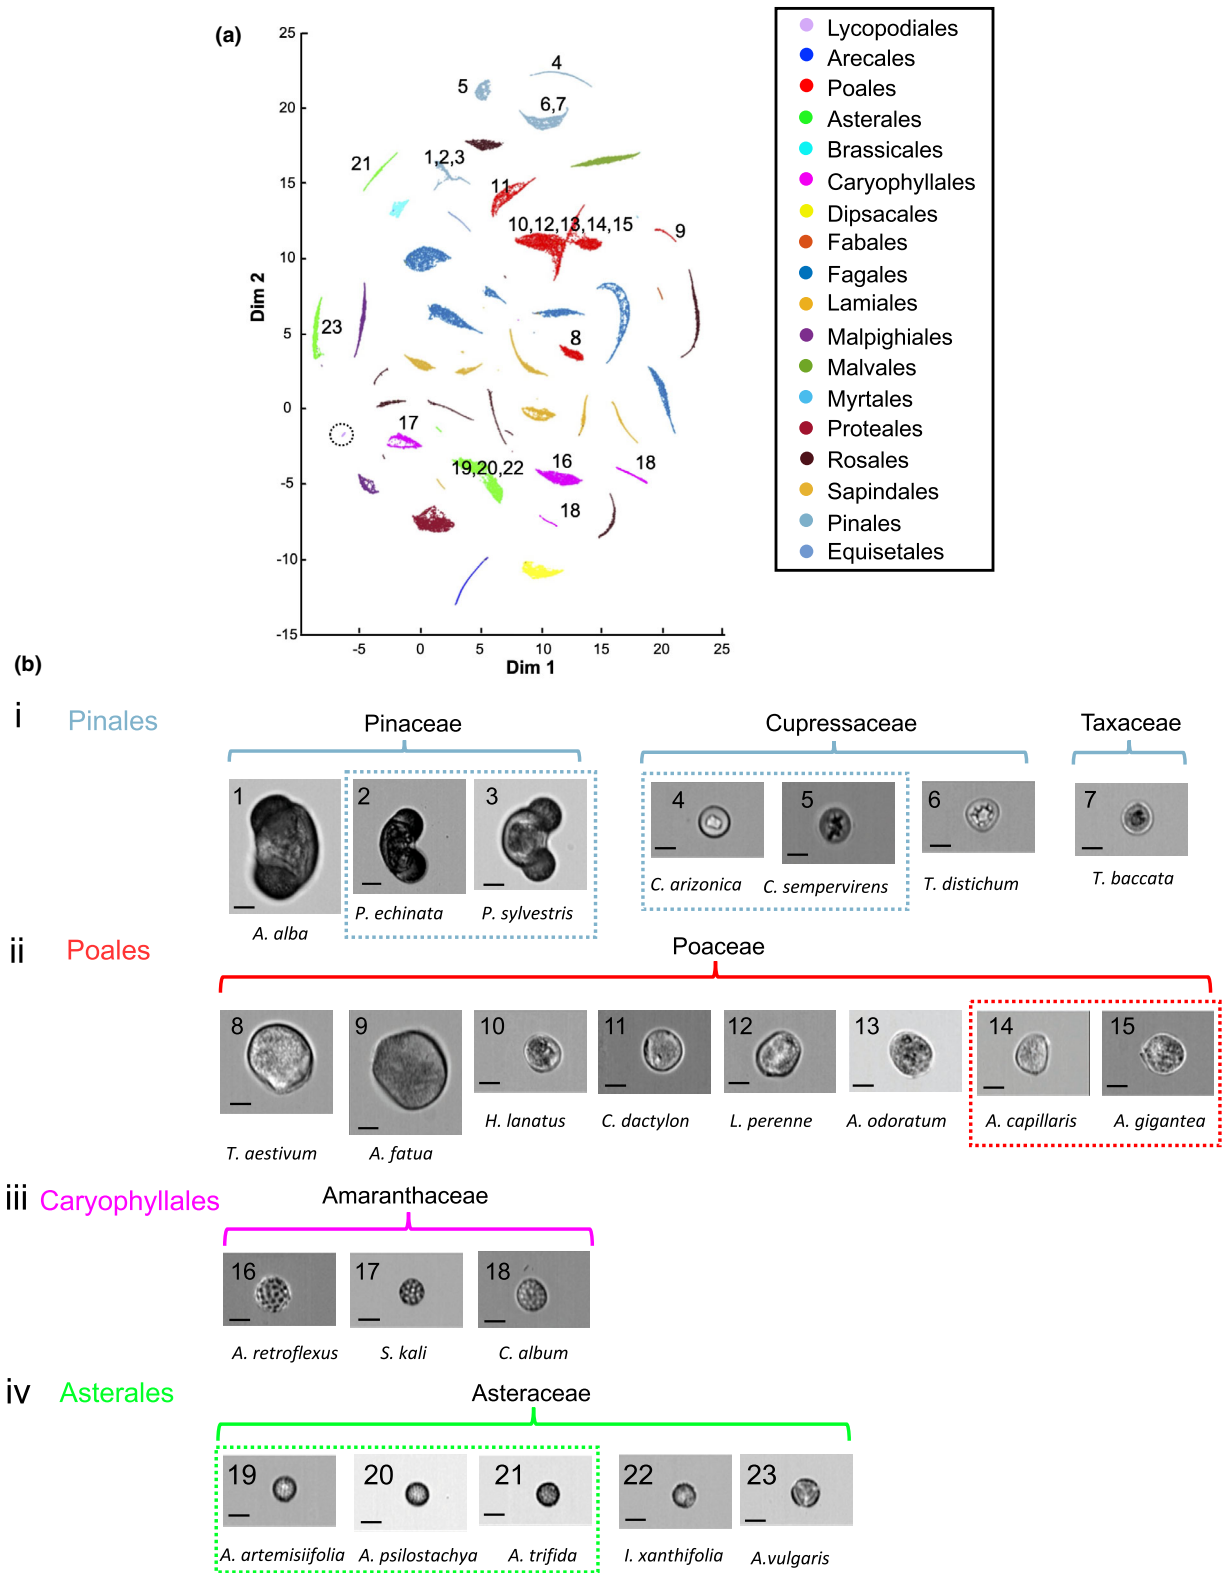 (a)
25
20
15
10
5
0
-5
-10
-15
-5
0
5
10
15
20
25
Dim 2
Dim 1
4
5
6,7
21
1,2,3
11
10,12,13,14,15
9
23
8
17
19,20,22
16
18
18
Lycopodiales
Arecales
Poales
Asterales
Brassicales
Caryophyllales
Dipsacales
Fabales
Fagales
Lamiales
Malpighiales
Malvales
Myrtales
Proteales
Rosales
Sapindales
Pinales
Equisetales
(b)
i Pinales
Pinaceae Cupressaceae Taxaceae
1 2 3 4 5 6 7
A. alba P. echinata P. sylvestris C. arizonica C. sempervirens T. distichum T. baccata
ii Poales
Poaceae
8 9 10 11 12 13 14 15
T. aestivum A. fatua H. lanatus C. dactylon L. perenne A. odoratum A. capillaris A. gigantea
iii Caryophyllales
Amaranthaceae
16 17 18
A. retroflexus S. kali C. album
iv Asterales
Asteraceae
19 20 21 22 23
A. artemisiifolia A. psilostachya A. trifida I. xanthifolia A.vulgaris